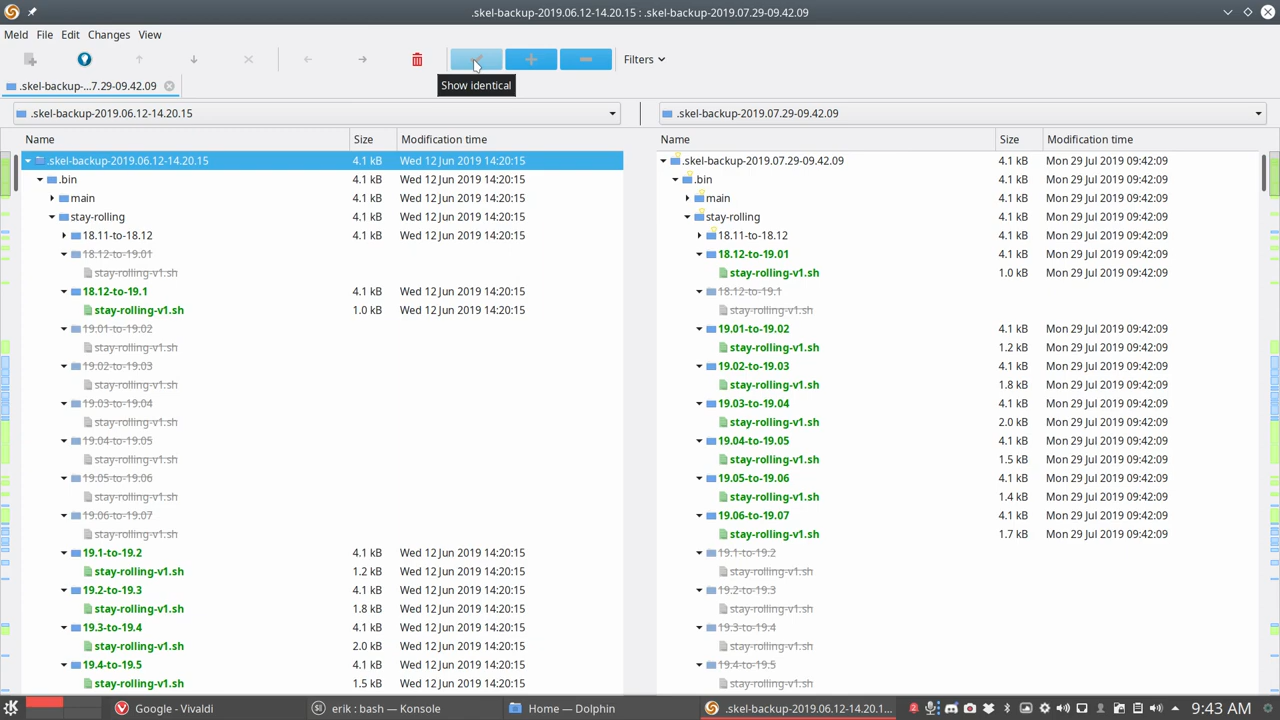 .skel-backup-2019.06.12-14.20.15 : .skel-backup-2019.07.29-09.42.09
Meld File Edit Changes View
Filters
Show identical
.skel-backup-...7.29-09.42.09
.skel-backup-2019.06.12-14.20.15 .skel-backup-2019.07.29-09.42.09
Name Size Modification time Name Size Modification time
.skel-backup-2019.06.12-14.20.15 4.1 kB Wed 12 Jun 2019 14:20:15 .skel-backup-2019.07.29-09.42.09 4.1 kB Mon 29 Jul 2019 09:42:09
.bin 4.1 kB Wed 12 Jun 2019 14:20:15 .bin 4.1 kB Mon 29 Jul 2019 09:42:09
main 4.1 kB Wed 12 Jun 2019 14:20:15 main 4.1 kB Mon 29 Jul 2019 09:42:09
stay-rolling 4.1 kB Wed 12 Jun 2019 14:20:15 stay-rolling 4.1 kB Mon 29 Jul 2019 09:42:09
18.11-to-18.12 4.1 kB Wed 12 Jun 2019 14:20:15 18.11-to-18.12 4.1 kB Mon 29 Jul 2019 09:42:09
18.12-to-19.01 18.12-to-19.01 4.1 kB Mon 29 Jul 2019 09:42:09
stay-rolling-v1.sh stay-rolling-v1.sh 1.0 kB Mon 29 Jul 2019 09:42:09
18.12-to-19.1 4.1 kB Wed 12 Jun 2019 14:20:15 18.12-to-19.1
stay-rolling-v1.sh 1.0 kB Wed 12 Jun 2019 14:20:15 stay-rolling-v1.sh
19.01-to-19.02 19.01-to-19.02 4.1 kB Mon 29 Jul 2019 09:42:09
stay-rolling-v1.sh stay-rolling-v1.sh 1.2 kB Mon 29 Jul 2019 09:42:09
19.02-to-19.03 19.02-to-19.03 4.1 kB Mon 29 Jul 2019 09:42:09
stay-rolling-v1.sh stay-rolling-v1.sh 1.8 kB Mon 29 Jul 2019 09:42:09
19.03-to-19.04 19.03-to-19.04 4.1 kB Mon 29 Jul 2019 09:42:09
stay-rolling-v1.sh stay-rolling-v1.sh 2.0 kB Mon 29 Jul 2019 09:42:09
19.04-to-19.05 19.04-to-19.05 4.1 kB Mon 29 Jul 2019 09:42:09
stay-rolling-v1.sh stay-rolling-v1.sh 1.5 kB Mon 29 Jul 2019 09:42:09
19.05-to-19.06 19.05-to-19.06 4.1 kB Mon 29 Jul 2019 09:42:09
stay-rolling-v1.sh stay-rolling-v1.sh 1.4 kB Mon 29 Jul 2019 09:42:09
19.06-to-19.07 19.06-to-19.07 4.1 kB Mon 29 Jul 2019 09:42:09
stay-rolling-v1.sh stay-rolling-v1.sh 1.7 kB Mon 29 Jul 2019 09:42:09
19.1-to-19.2 4.1 kB Wed 12 Jun 2019 14:20:15 19.1-to-19.2
stay-rolling-v1.sh 1.2 kB Wed 12 Jun 2019 14:20:15 stay-rolling-v1.sh
19.2-to-19.3 4.1 kB Wed 12 Jun 2019 14:20:15 19.2-to-19.3
stay-rolling-v1.sh 1.8 kB Wed 12 Jun 2019 14:20:15 stay-rolling-v1.sh
19.3-to-19.4 4.1 kB Wed 12 Jun 2019 14:20:15 19.3-to-19.4
stay-rolling-v1.sh 2.0 kB Wed 12 Jun 2019 14:20:15 stay-rolling-v1.sh
19.4-to-19.5 4.1 kB Wed 12 Jun 2019 14:20:15 19.4-to-19.5
stay-rolling-v1.sh 1.5 kB Wed 12 Jun 2019 14:20:15 stay-rolling-v1.sh
Google - Vivaldi erik : bash — Konsole Home — Dolphin .skel-backup-2019.06.12-14.20.1... 9:43 AM